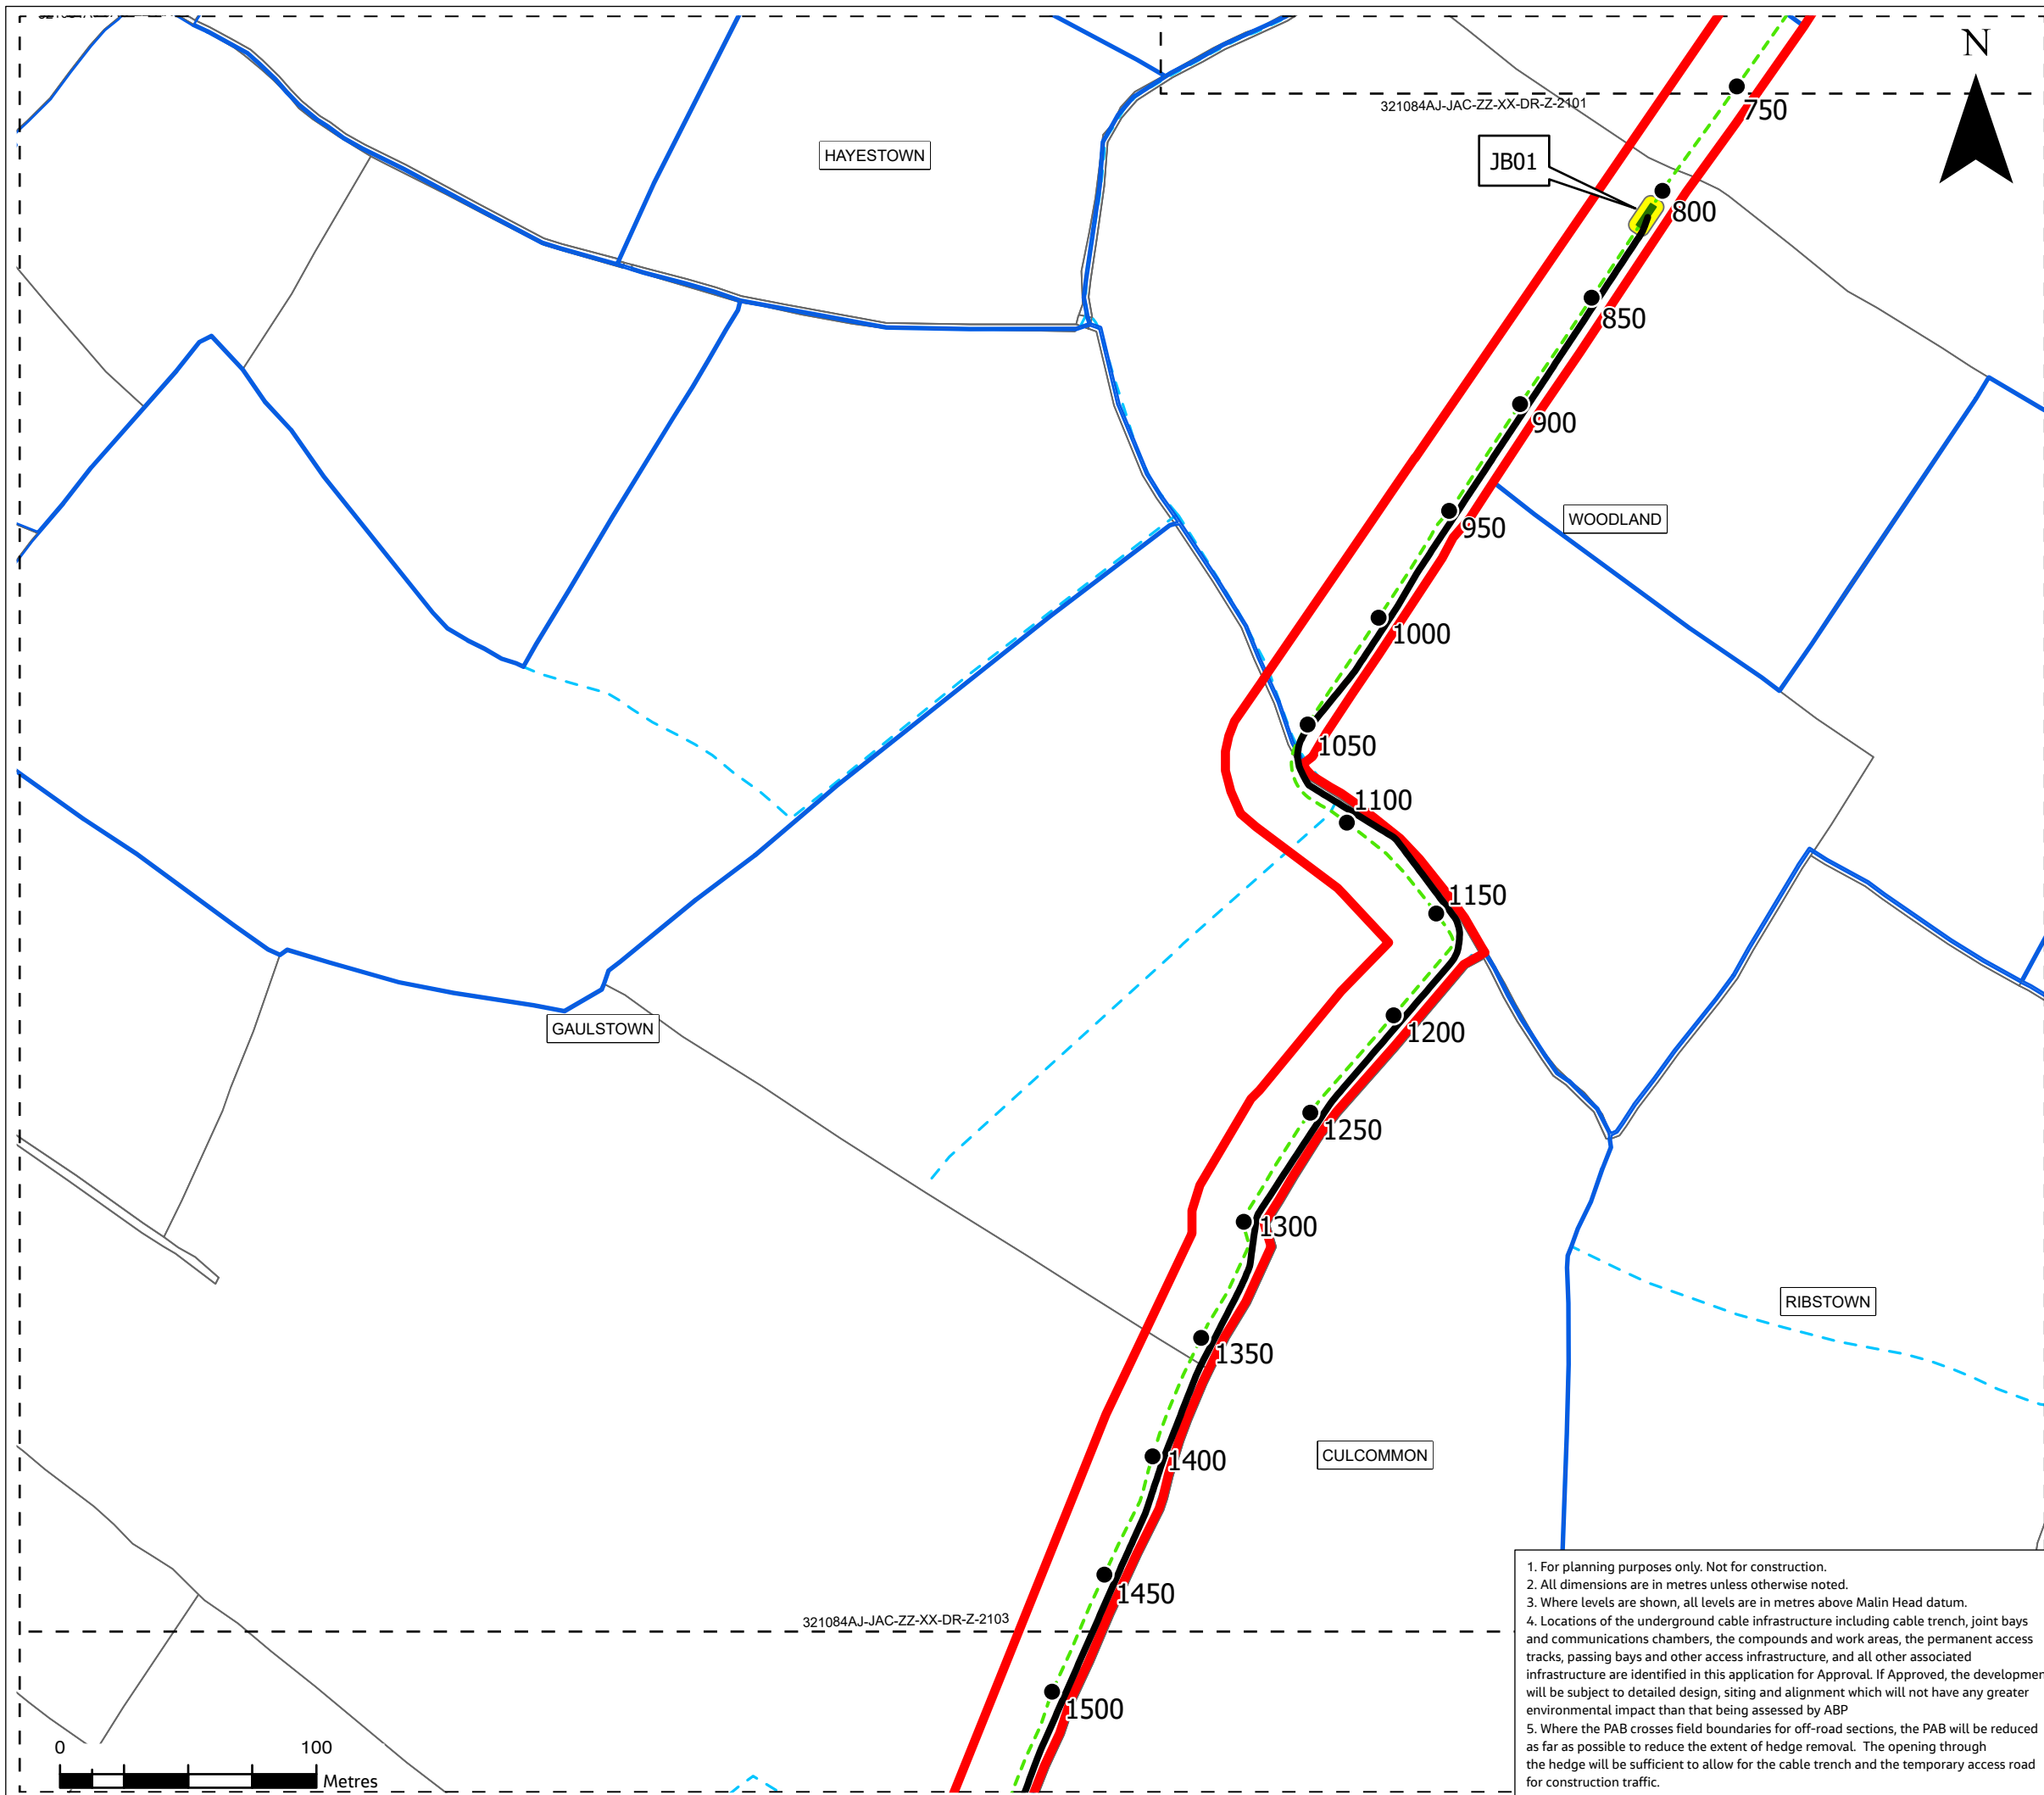 N
750
321084AJ-JAC-ZZ-XX-DR-Z-2101
HAYESTOWN
JB01
800
850
900
WOODLAND
950
1000
1050
1100
1150
GAULSTOWN
1200
1250
1300
RIBSTOWN
1350
CULCOMMON
1400
1450
321084AJ-JAC-ZZ-XX-DR-Z-2103
1500
0 100
Metres
1. For planning purposes only. Not for construction.
2. All dimensions are in metres unless otherwise noted.
3. Where levels are shown, all levels are in metres above Malin Head datum.
4. Locations of the underground cable infrastructure including cable trench, joint bays
and communications chambers, the compounds and work areas, the permanent access
tracks, passing bays and other access infrastructure, and all other associated
infrastructure are identified in this application for Approval. If Approved, the developmen
will be subject to detailed design, siting and alignment which will not have any greater
environmental impact than that being assessed by ABP
5. Where the PAB crosses field boundaries for off-road sections, the PAB will be reduced
as far as possible to reduce the extent of hedge removal. The opening through
the hedge will be sufficient to allow for the cable trench and the temporary access road
for construction traffic.